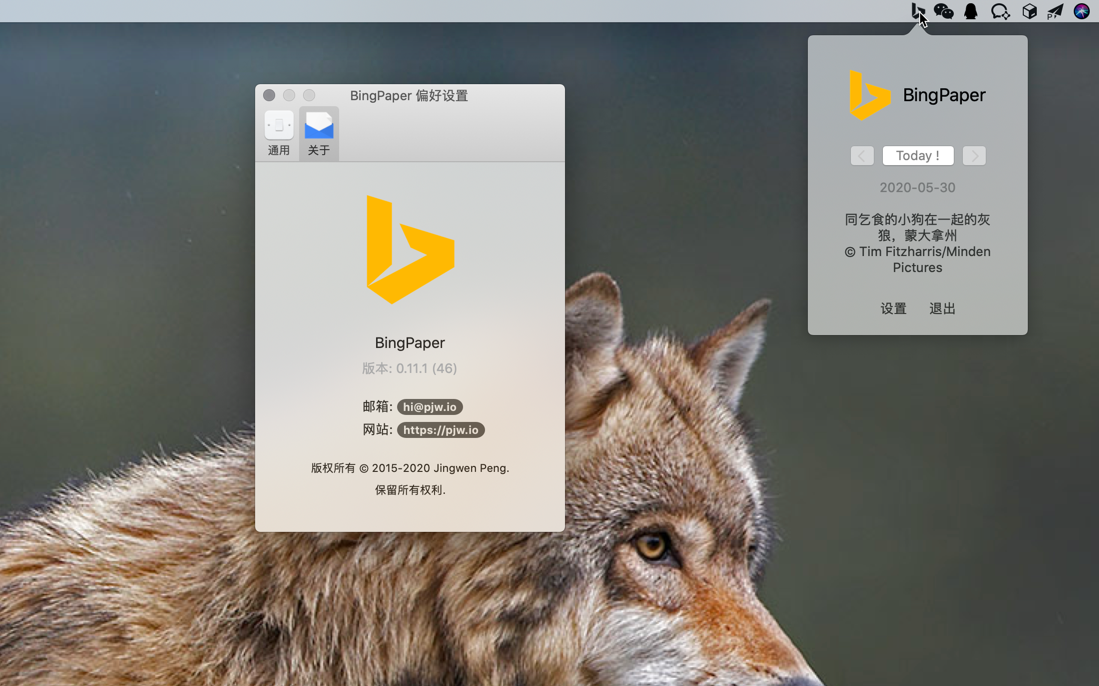 BingPaper 偏好设置
通用
关于
BingPaper
版本: 0.11.1 (46)
邮箱: hi@pjw.io
网站: https://pjw.io
版权所有 © 2015-2020 Jingwen Peng.
保留所有权利.
BingPaper
Today !
2020-05-30
同乞食的小狗在一起的灰
狼，蒙大拿州
© Tim Fitzharris/Minden
Pictures
设置
退出